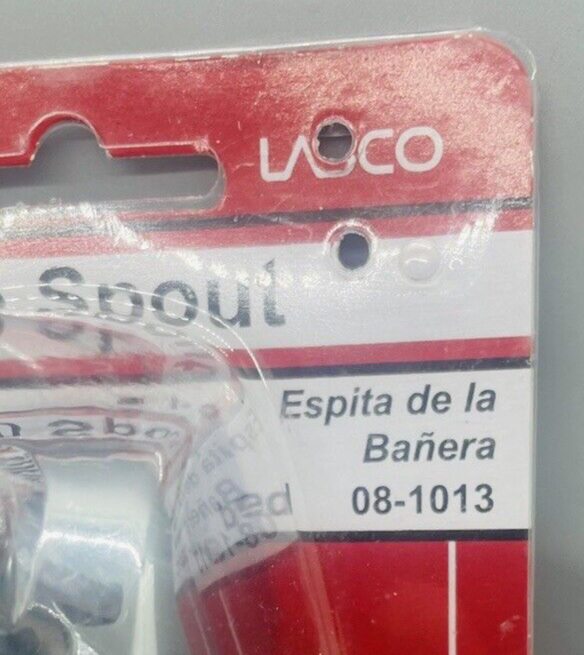 LASCO
Spout
Espita de la
Bañera
08-1013